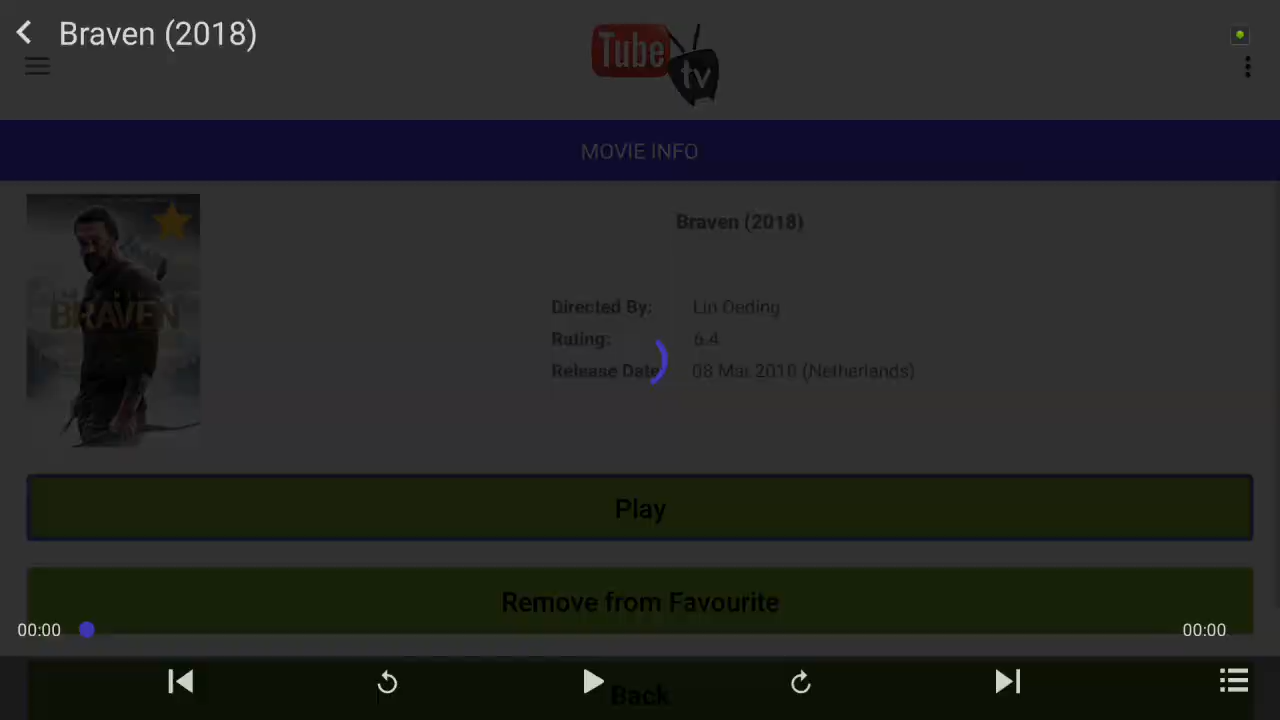 Braven (2018)
Tube
tv
MOVIE INFO
BRAVEN
Braven (2018)
Directed By: Lin Oeding
Rating: 6.4
Release Date 08 Mar 2018 (Netherlands)
Play
Remove from Favourite
00:00 00:00
Back